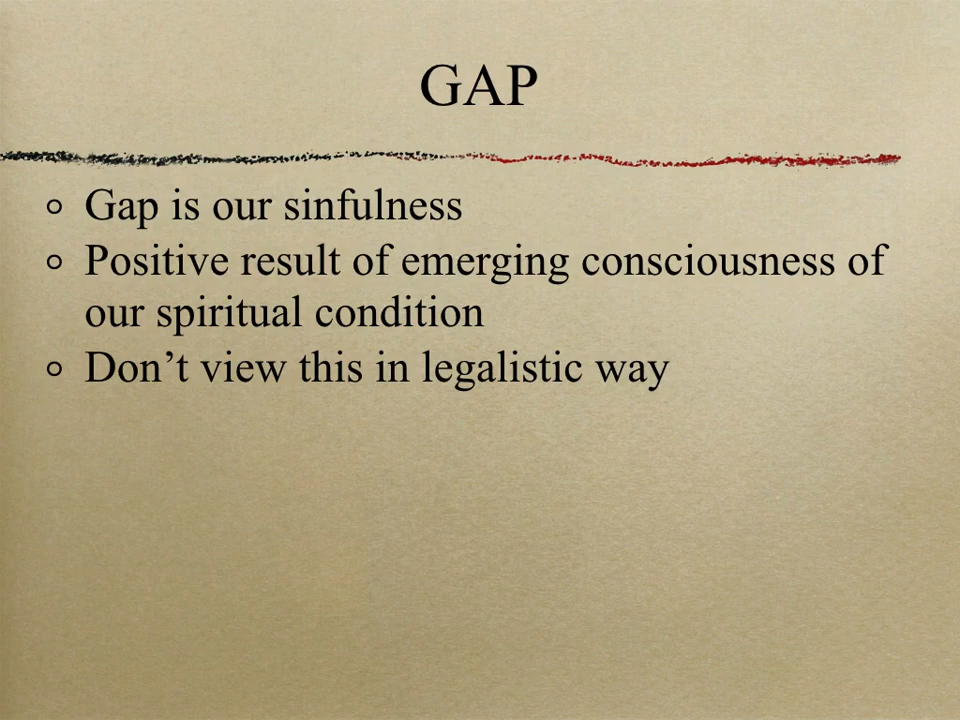 GAP
Gap is our sinfulness
Positive result of emerging consciousness of
our spiritual condition
Don’t view this in legalistic way